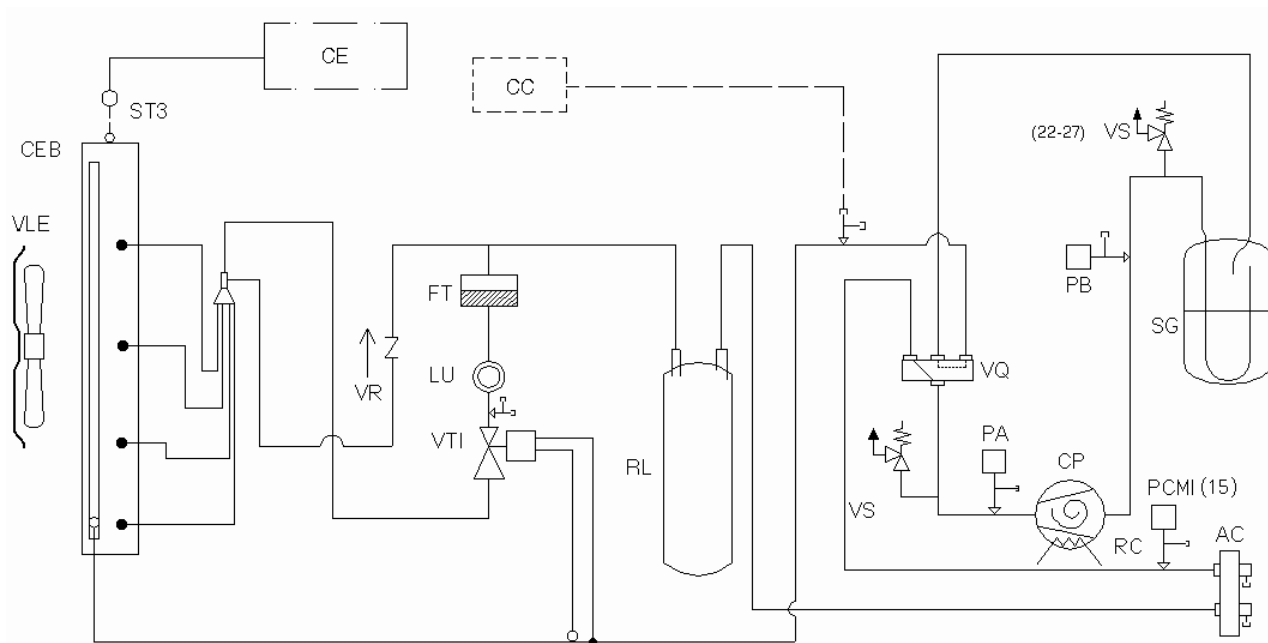 CE
CC
ST3
(22-27) VS
CEB
VLE
PB
FT
SG
VR
LU
VQ
VTI
PA
RL
CP
PCMI (15)
VS
RC
AC